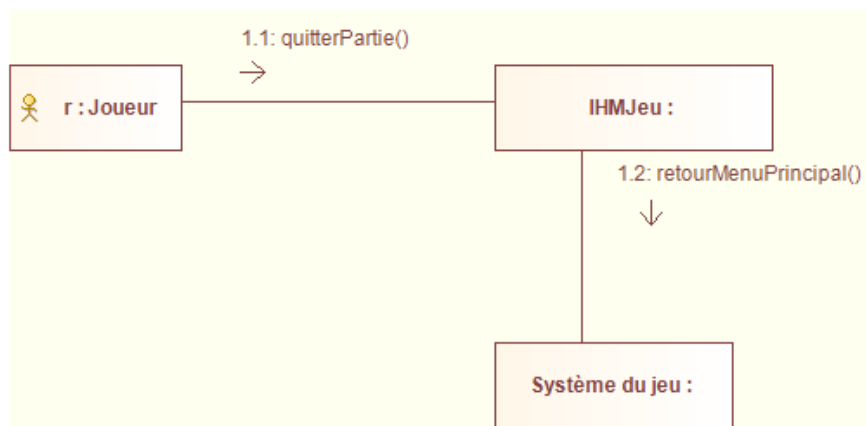 1.1: quitterPartie()
r : Joueur
IHMJeu :
1.2: retourMenuPrincipal()
Système du jeu :